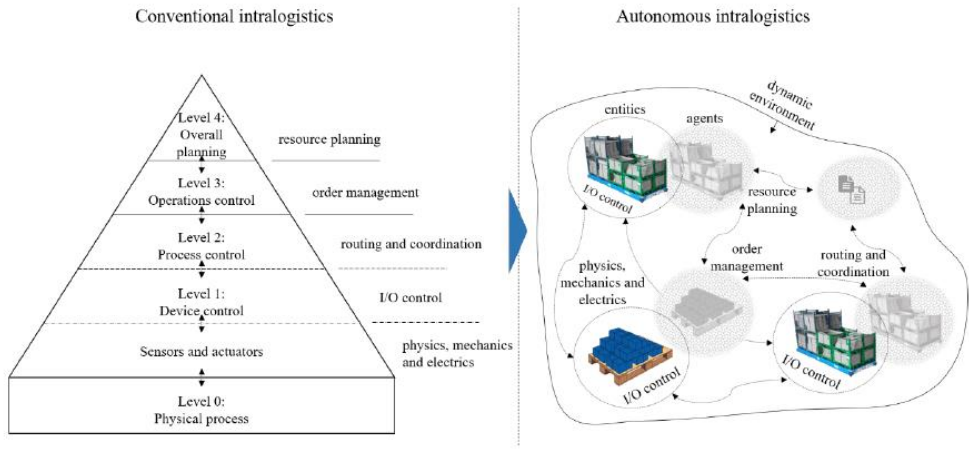 Conventional intralogistics
Level 4:
Overall
planning
resource planning
Level 3:
Operations control
order management
Level 2:
Process control
routing and coordination
Level 1:
Device control
I/O control
Sensors and actuators
physics, mechanics
and electrics
Level 0:
Physical process
Autonomous intralogistics
dynamic
environment
entities
agents
I/O control
resource
planning
order
management
routing and
coordination
physics,
mechanics and
electrics
I/O control
I/O control